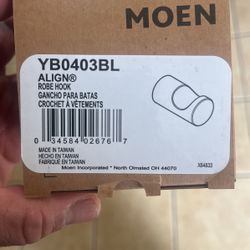 MOEN
YB0403BL
ALIGN®
ROBE HOOK
GANCHO PARA BATAS
CROCHET À VÊTEMENTS
0 34584 02676 7
MADE IN TAIWAN
HECHO EN TAIWAN
FABRIQUÉ EN TAIWAN
Moen Incorporated * North Olmsted OH 44070